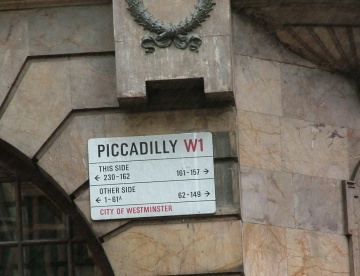 PICCADILLY W1
THIS SIDE
← 230-162 161-157 →
OTHER SIDE
← 1-61ᴬ 62-149 →
CITY OF WESTMINSTER